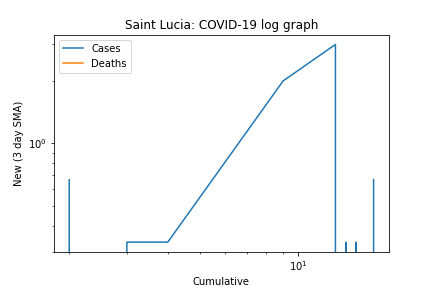 Saint Lucia: COVID-19 log graph
Cases
Deaths
New (3 day SMA)
10⁰
10¹
Cumulative